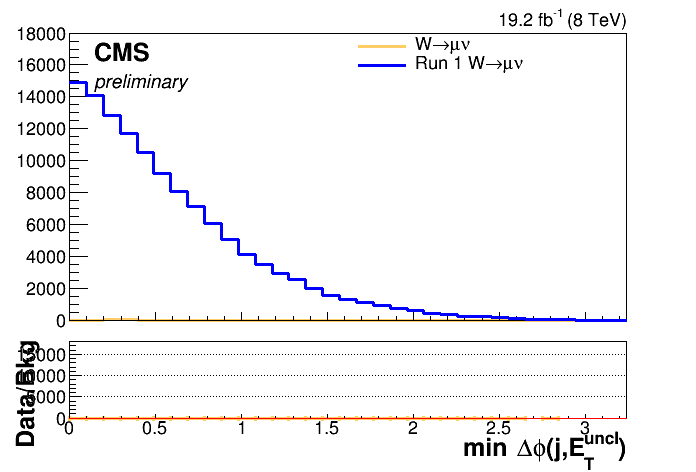 19.2 fb⁻¹ (8 TeV)
CMS
preliminary
W→μν
Run 1 W→μν
18000
16000
14000
12000
10000
8000
6000
4000
2000
0
Data/Bkg
0
0 0.5 1 1.5 2 2.5 3
min Δϕ(j,E_T^uncl)